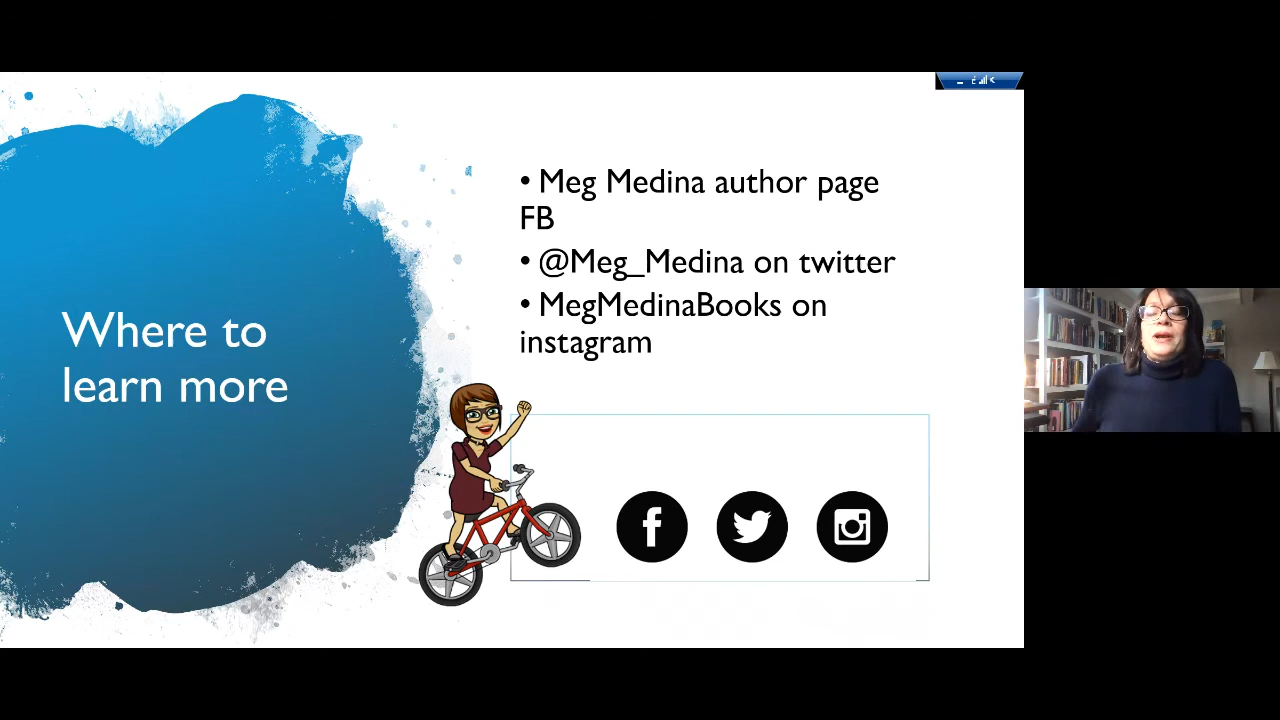 Where to
learn more
• Meg Medina author page
FB
• @Meg_Medina on twitter
• MegMedinaBooks on
instagram